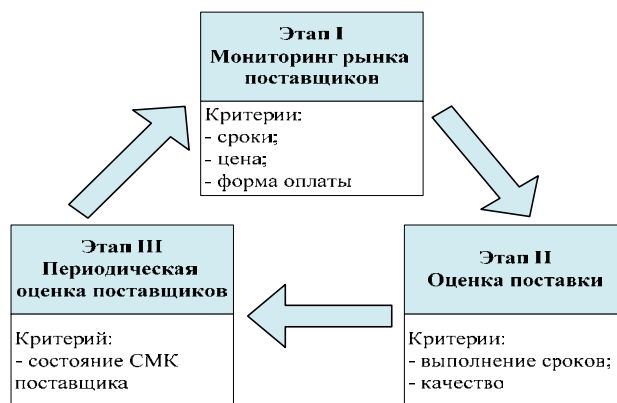 Этап I
Мониторинг рынка
поставщиков
Критерии:
- сроки;
- цена;
- форма оплаты
Этап III
Периодическая
оценка поставщиков
Критерий:
- состояние СМК
поставщика
Этап II
Оценка поставки
Критерии:
- выполнение сроков;
- качество